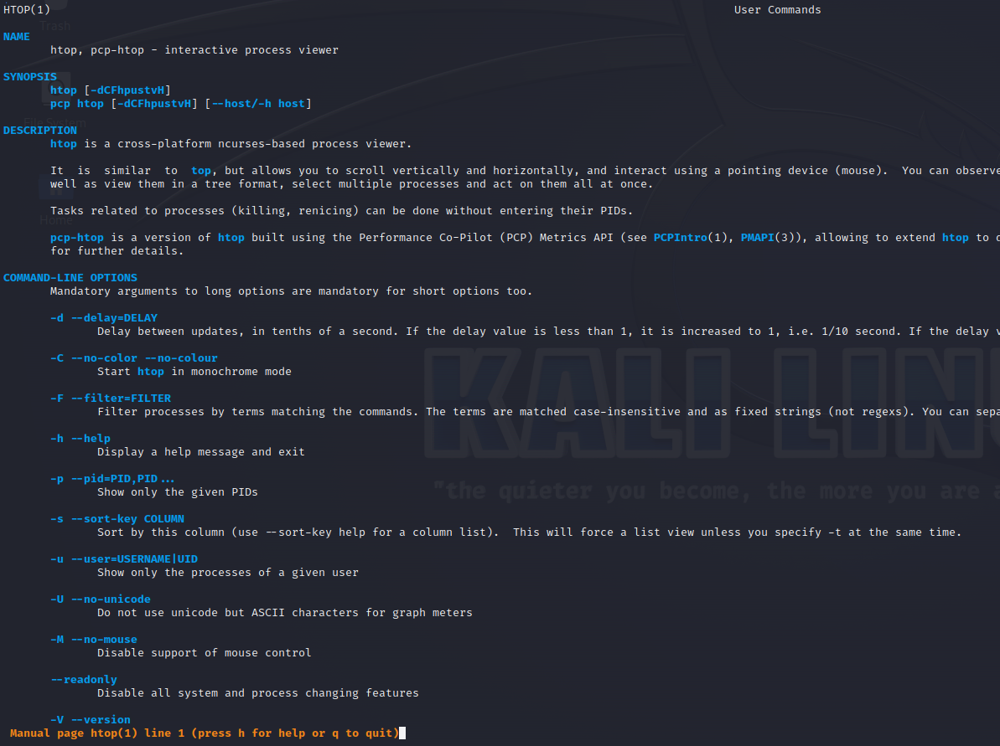 HTOP(1) User Commands
Trash
NAME
htop, pcp-htop - interactive process viewer
SYNOPSIS
htop [-dCFhpustvH]
pcp htop [-dCFhpustvH] [--host/-h host]
File System
DESCRIPTION
htop is a cross-platform ncurses-based process viewer.
It is similar to top, but allows you to scroll vertically and horizontally, and interact using a pointing device (mouse). You can observe
well as view them in a tree format, select multiple processes and act on them all at once.
Tasks related to processes (killing, renicing) can be done without entering their PIDs.
Home
pcp-htop is a version of htop built using the Performance Co-Pilot (PCP) Metrics API (see PCPIntro(1), PMAPI(3)), allowing to extend htop to
for further details.
COMMAND-LINE OPTIONS
Mandatory arguments to long options are mandatory for short options too.
-d --delay=DELAY
Delay between updates, in tenths of a second. If the delay value is less than 1, it is increased to 1, i.e. 1/10 second. If the delay
-C --no-color --no-colour
Start htop in monochrome mode
-F --filter=FILTER
Filter processes by terms matching the commands. The terms are matched case-insensitive and as fixed strings (not regexs). You can sepa
KALI LINU
-h --help
Display a help message and exit
-p --pid=PID,PID...
Show only the given PIDs
"the quieter you become, the more you are a
-s --sort-key COLUMN
Sort by this column (use --sort-key help for a column list). This will force a list view unless you specify -t at the same time.
-u --user=USERNAME|UID
Show only the processes of a given user
-U --no-unicode
Do not use unicode but ASCII characters for graph meters
-M --no-mouse
Disable support of mouse control
--readonly
Disable all system and process changing features
-V --version
Manual page htop(1) line 1 (press h for help or q to quit)